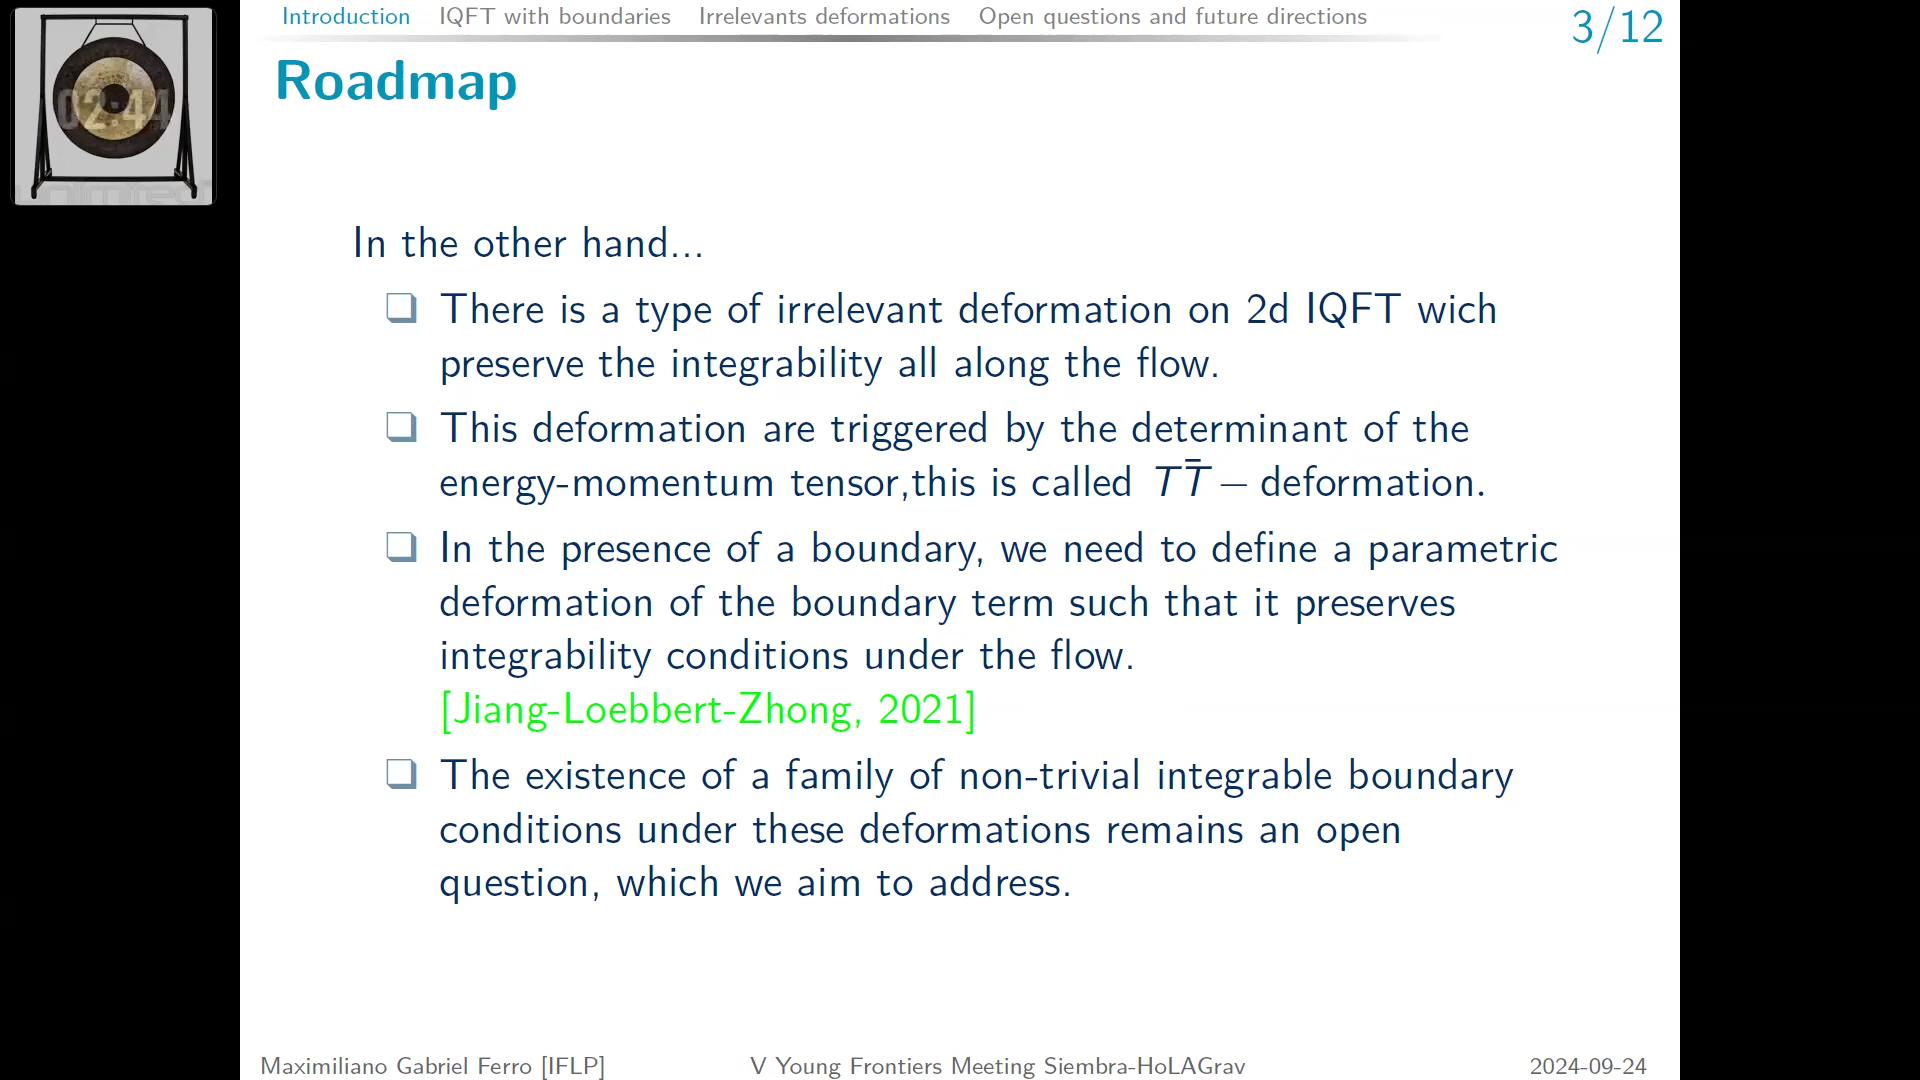 02:44
Introduction IQFT with boundaries Irrelevants deformations Open questions and future directions
3/12
Roadmap
In the other hand...
❑ There is a type of irrelevant deformation on 2d IQFT wich
preserve the integrability all along the flow.
❑ This deformation are triggered by the determinant of the
energy-momentum tensor,this is called TT̄ − deformation.
❑ In the presence of a boundary, we need to define a parametric
deformation of the boundary term such that it preserves
integrability conditions under the flow.
[Jiang-Loebbert-Zhong, 2021]
❑ The existence of a family of non-trivial integrable boundary
conditions under these deformations remains an open
question, which we aim to address.
Maximiliano Gabriel Ferro [IFLP] V Young Frontiers Meeting Siembra-HoLAGrav 2024-09-24